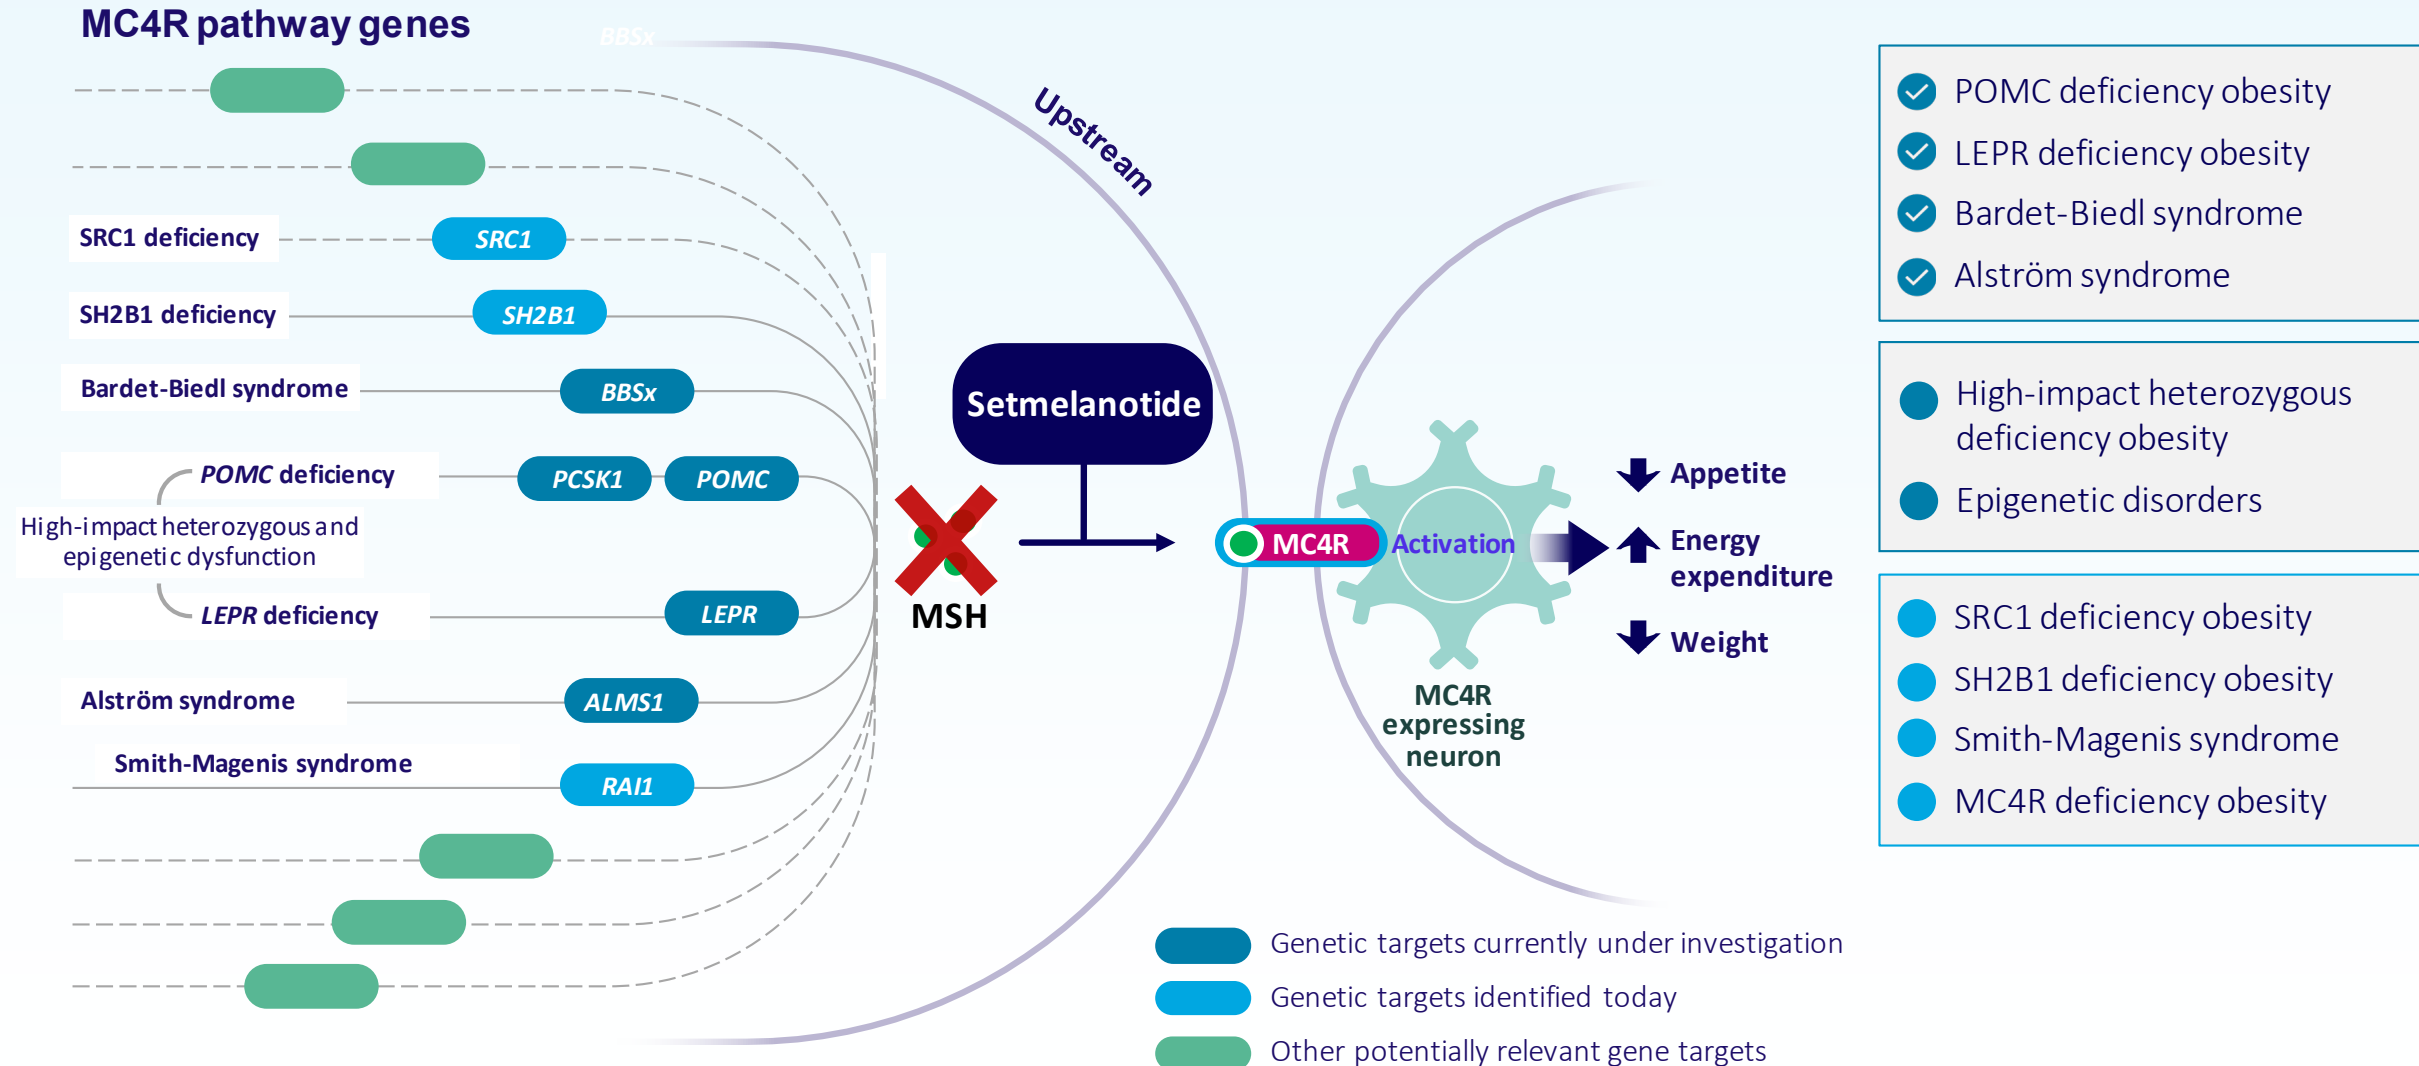 MC4R pathway genes
BBSx
Upstream
SRC1 deficiency
SRC1
SH2B1 deficiency
SH2B1
Bardet-Biedl syndrome
BBSx
POMC deficiency
PCSK1
POMC
High-impact heterozygous and
epigenetic dysfunction
LEPR deficiency
LEPR
Alström syndrome
ALMS1
Smith-Magenis syndrome
RAI1
MSH
Setmelanotide
MC4R
Activation
MC4R
expressing
neuron
Appetite
Energy
expenditure
Weight
POMC deficiency obesity
LEPR deficiency obesity
Bardet-Biedl syndrome
Alström syndrome
High-impact heterozygous
deficiency obesity
Epigenetic disorders
SRC1 deficiency obesity
SH2B1 deficiency obesity
Smith-Magenis syndrome
MC4R deficiency obesity
Genetic targets currently under investigation
Genetic targets identified today
Other potentially relevant gene targets